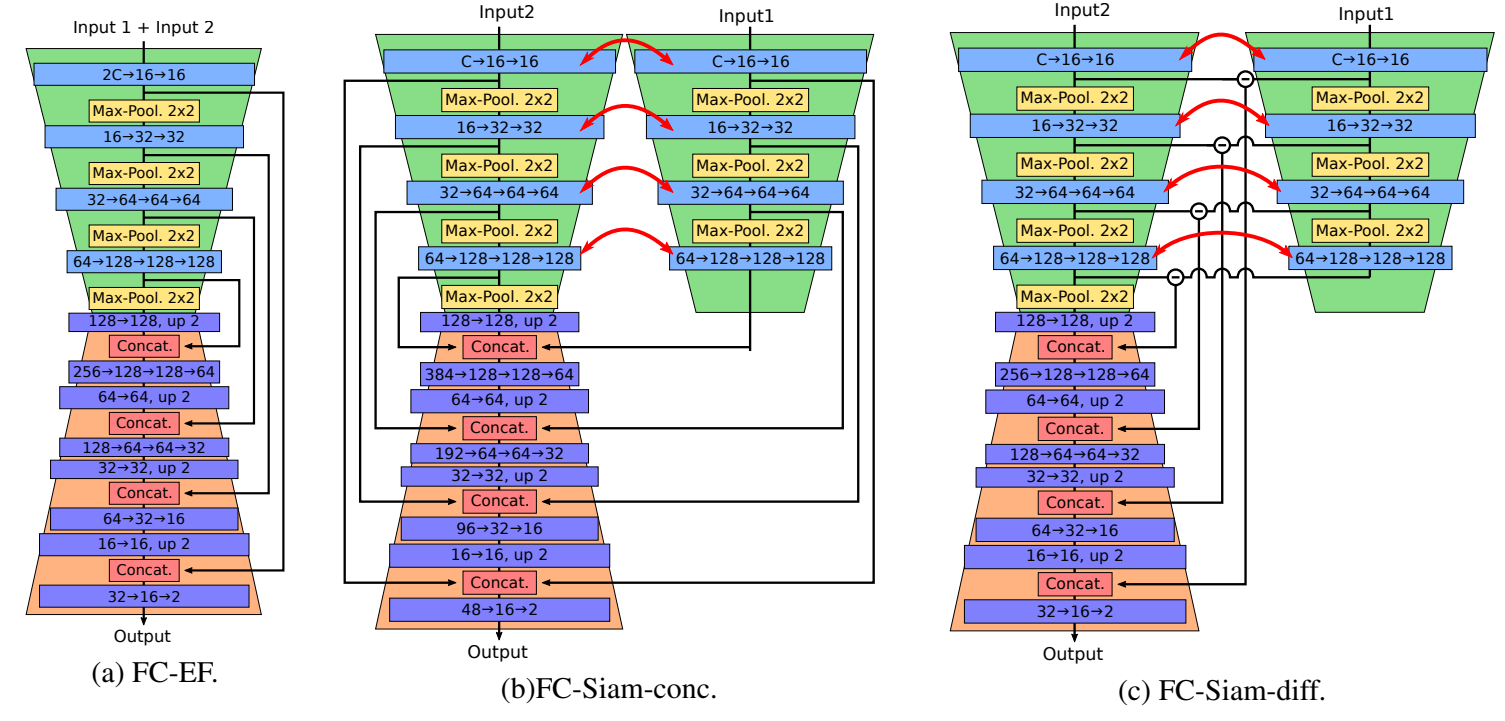 Input 1 + Input 2
2C→16→16
Max-Pool. 2x2
16→32→32
Max-Pool. 2x2
32→64→64→64
Max-Pool. 2x2
64→128→128→128
Max-Pool. 2x2
128→128, up 2
Concat.
256→128→128→64
64→64, up 2
Concat.
128→64→64→32
32→32, up 2
Concat.
64→32→16
16→16, up 2
Concat.
32→16→2
Output
(a) FC-EF.
Input2
C→16→16
Max-Pool. 2x2
16→32→32
Max-Pool. 2x2
32→64→64→64
Max-Pool. 2x2
64→128→128→128
Max-Pool. 2x2
128→128, up 2
Concat.
384→128→128→64
64→64, up 2
Concat.
192→64→64→32
32→32, up 2
Concat.
96→32→16
16→16, up 2
Concat.
48→16→2
Output
Input1
C→16→16
Max-Pool. 2x2
16→32→32
Max-Pool. 2x2
32→64→64→64
Max-Pool. 2x2
64→128→128→128
(b)FC-Siam-conc.
Input2
C→16→16
Max-Pool. 2x2
16→32→32
Max-Pool. 2x2
32→64→64→64
Max-Pool. 2x2
64→128→128→128
Max-Pool. 2x2
128→128, up 2
Concat.
256→128→128→64
64→64, up 2
Concat.
128→64→64→32
32→32, up 2
Concat.
64→32→16
16→16, up 2
Concat.
32→16→2
Output
Input1
C→16→16
Max-Pool. 2x2
16→32→32
Max-Pool. 2x2
32→64→64→64
Max-Pool. 2x2
64→128→128→128
(c) FC-Siam-diff.